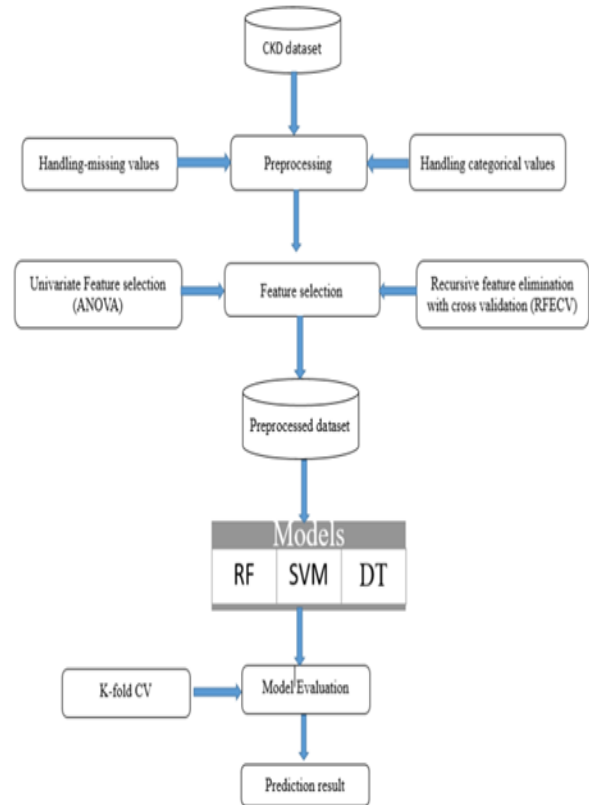 CKD dataset
Handling-missing values
Preprocessing
Handling categorical values
Univariate Feature selection
(ANOVA)
Feature selection
Recursive feature elimination
with cross validation (RFECV)
Preprocessed dataset
Models
RF
SVM
DT
K-fold CV
Model Evaluation
Prediction result